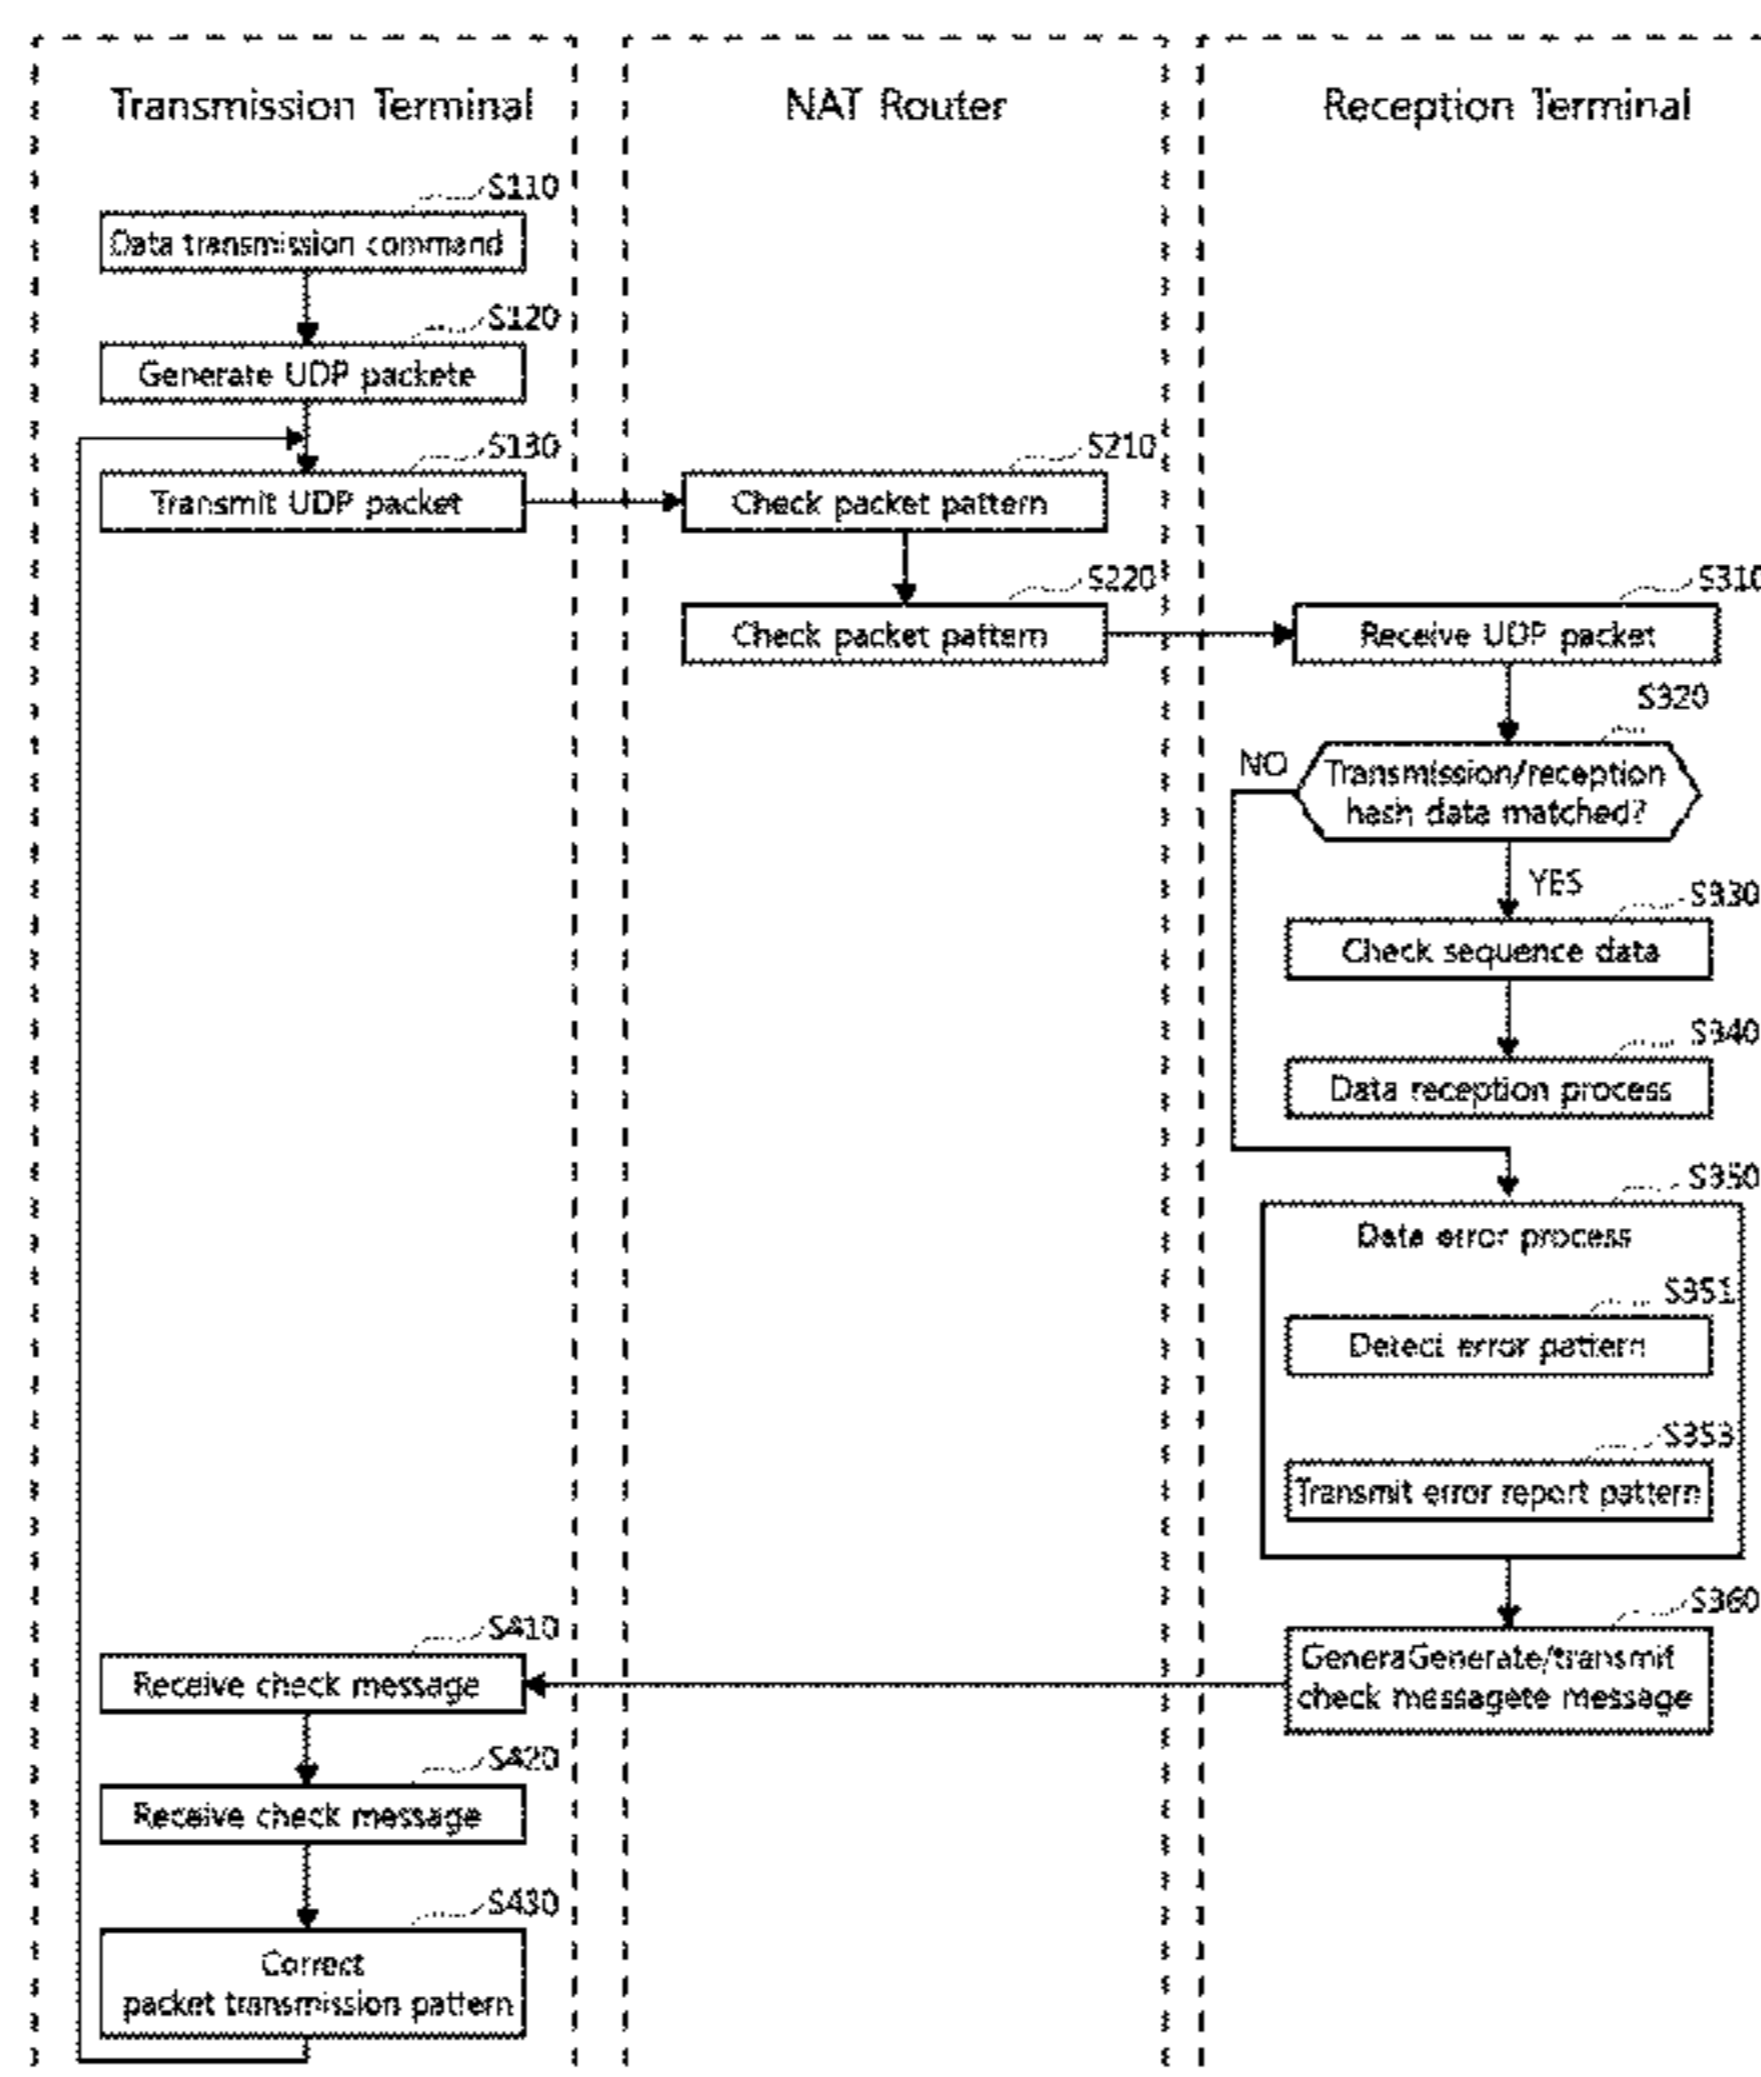 Transmission Terminal
NAT Router
Reception Terminal
S110
Data transmission command
S120
Generate UDP packete
S130
Transmit UDP packet
S210
Check packet pattern
S220
Check packet pattern
S310
Receive UDP packet
S320
Transmission/reception
hash data matched?
NO
YES
S330
Check sequence data
S340
Data reception process
S350
Data error process
S351
Detect error pattern
S353
Transmit error report pattern
S360
GeneraGenerate/transmit
check messagete message
S410
Receive check message
S420
Receive check message
S430
Correct
packet transmission pattern